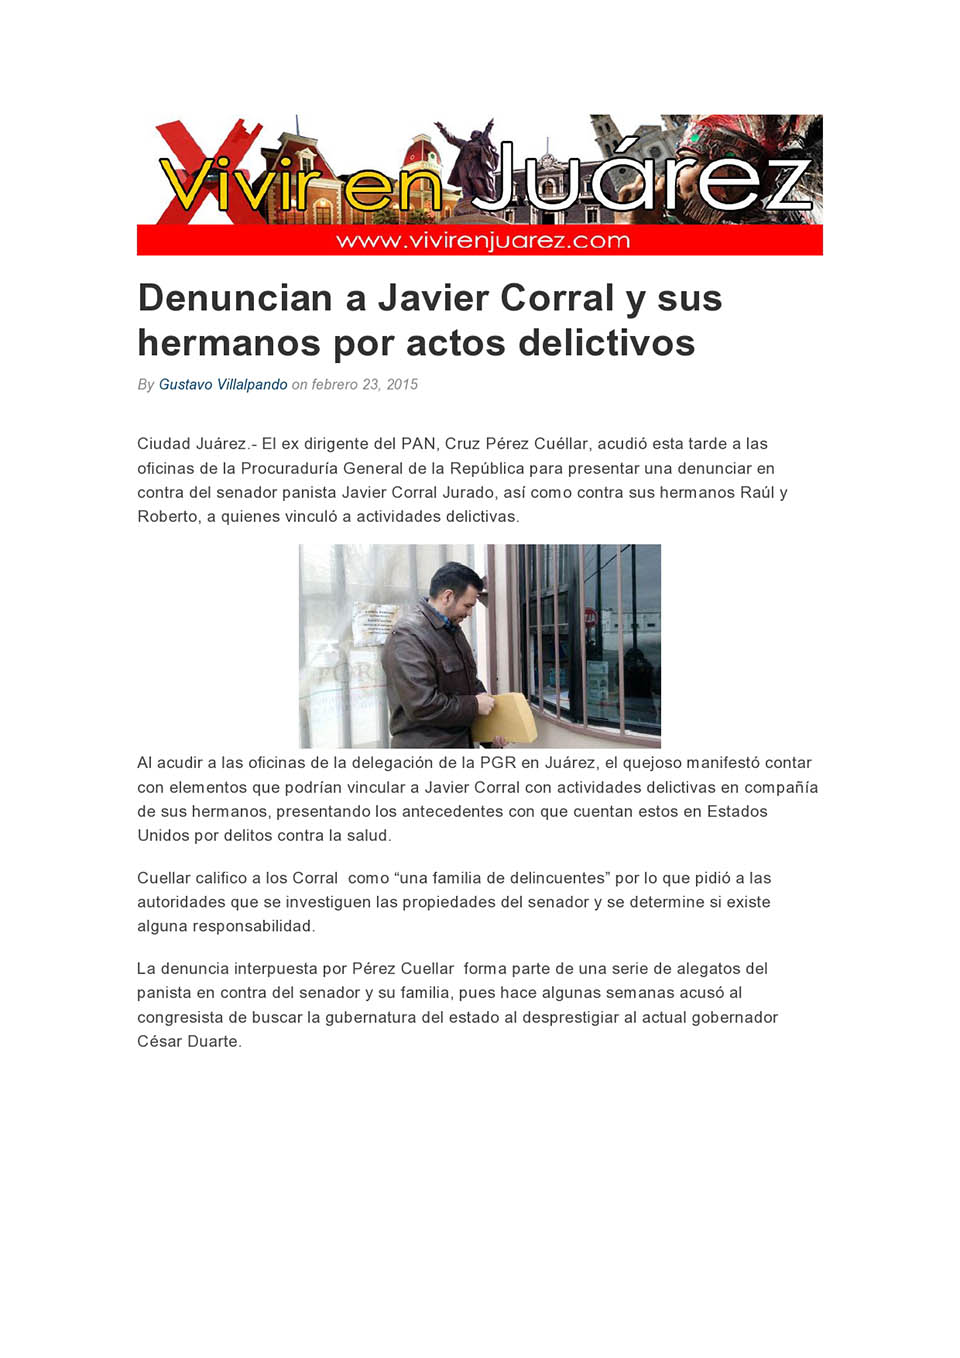 Vivir en Juárez
www.vivirenjuarez.com
Denuncian a Javier Corral y sus
hermanos por actos delictivos
By Gustavo Villalpando on febrero 23, 2015
Ciudad Juárez.- El ex dirigente del PAN, Cruz Pérez Cuéllar, acudió esta tarde a las
oficinas de la Procuraduría General de la República para presentar una denunciar en
contra del senador panista Javier Corral Jurado, así como contra sus hermanos Raúl y
Roberto, a quienes vinculó a actividades delictivas.
PGR
Al acudir a las oficinas de la delegación de la PGR en Juárez, el quejoso manifestó contar
con elementos que podrían vincular a Javier Corral con actividades delictivas en compañía
de sus hermanos, presentando los antecedentes con que cuentan estos en Estados
Unidos por delitos contra la salud.
Cuellar califico a los Corral  como “una familia de delincuentes” por lo que pidió a las
autoridades que se investiguen las propiedades del senador y se determine si existe
alguna responsabilidad.
La denuncia interpuesta por Pérez Cuellar  forma parte de una serie de alegatos del
panista en contra del senador y su familia, pues hace algunas semanas acusó al
congresista de buscar la gubernatura del estado al desprestigiar al actual gobernador
César Duarte.